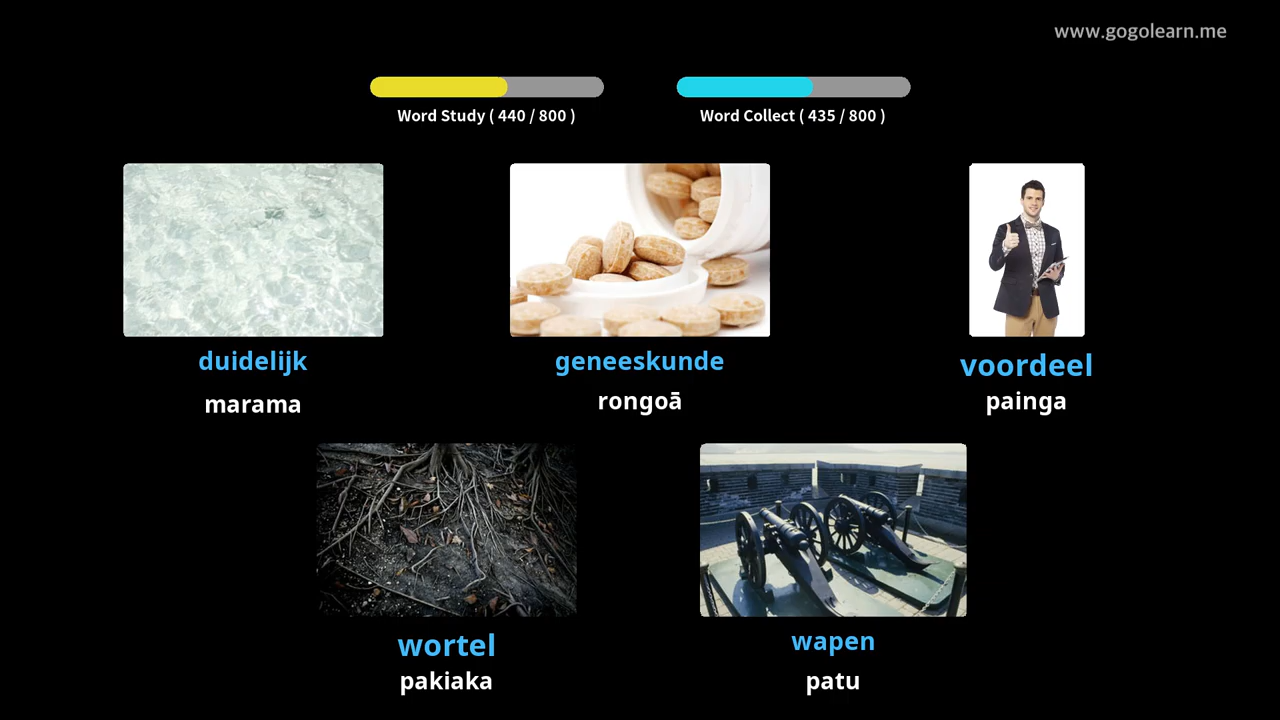 www.gogolearn.me
Word Study ( 440 / 800 )
Word Collect ( 435 / 800 )
duidelijk
marama
geneeskunde
rongoā
voordeel
painga
wortel
pakiaka
wapen
patu